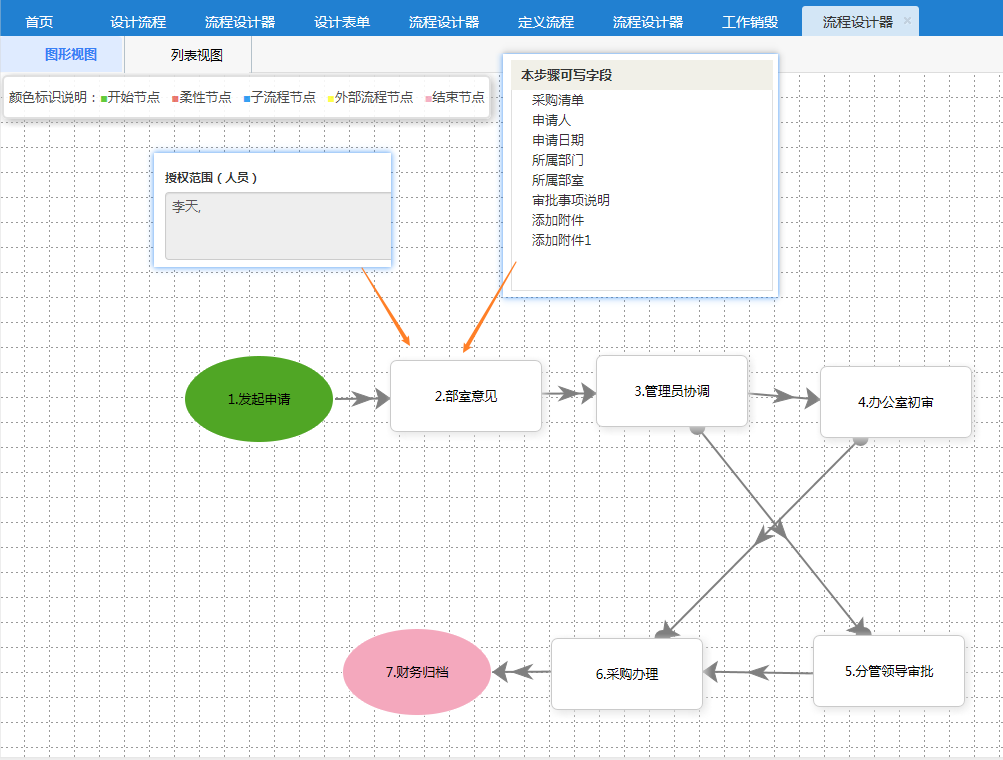 首页 设计流程 流程设计器 设计表单 流程设计器 定义流程 流程设计器 工作销毁 流程设计器 ×
图形视图 列表视图
颜色标识说明：开始节点 柔性节点 子流程节点 外部流程节点 结束节点
本步骤可写字段
采购清单
申请人
申请日期
所属部门
所属部室
审批事项说明
添加附件
添加附件1
授权范围（人员）
李天,
1.发起申请
2.部室意见
3.管理员协调
4.办公室初审
7.财务归档
6.采购办理
5.分管领导审批